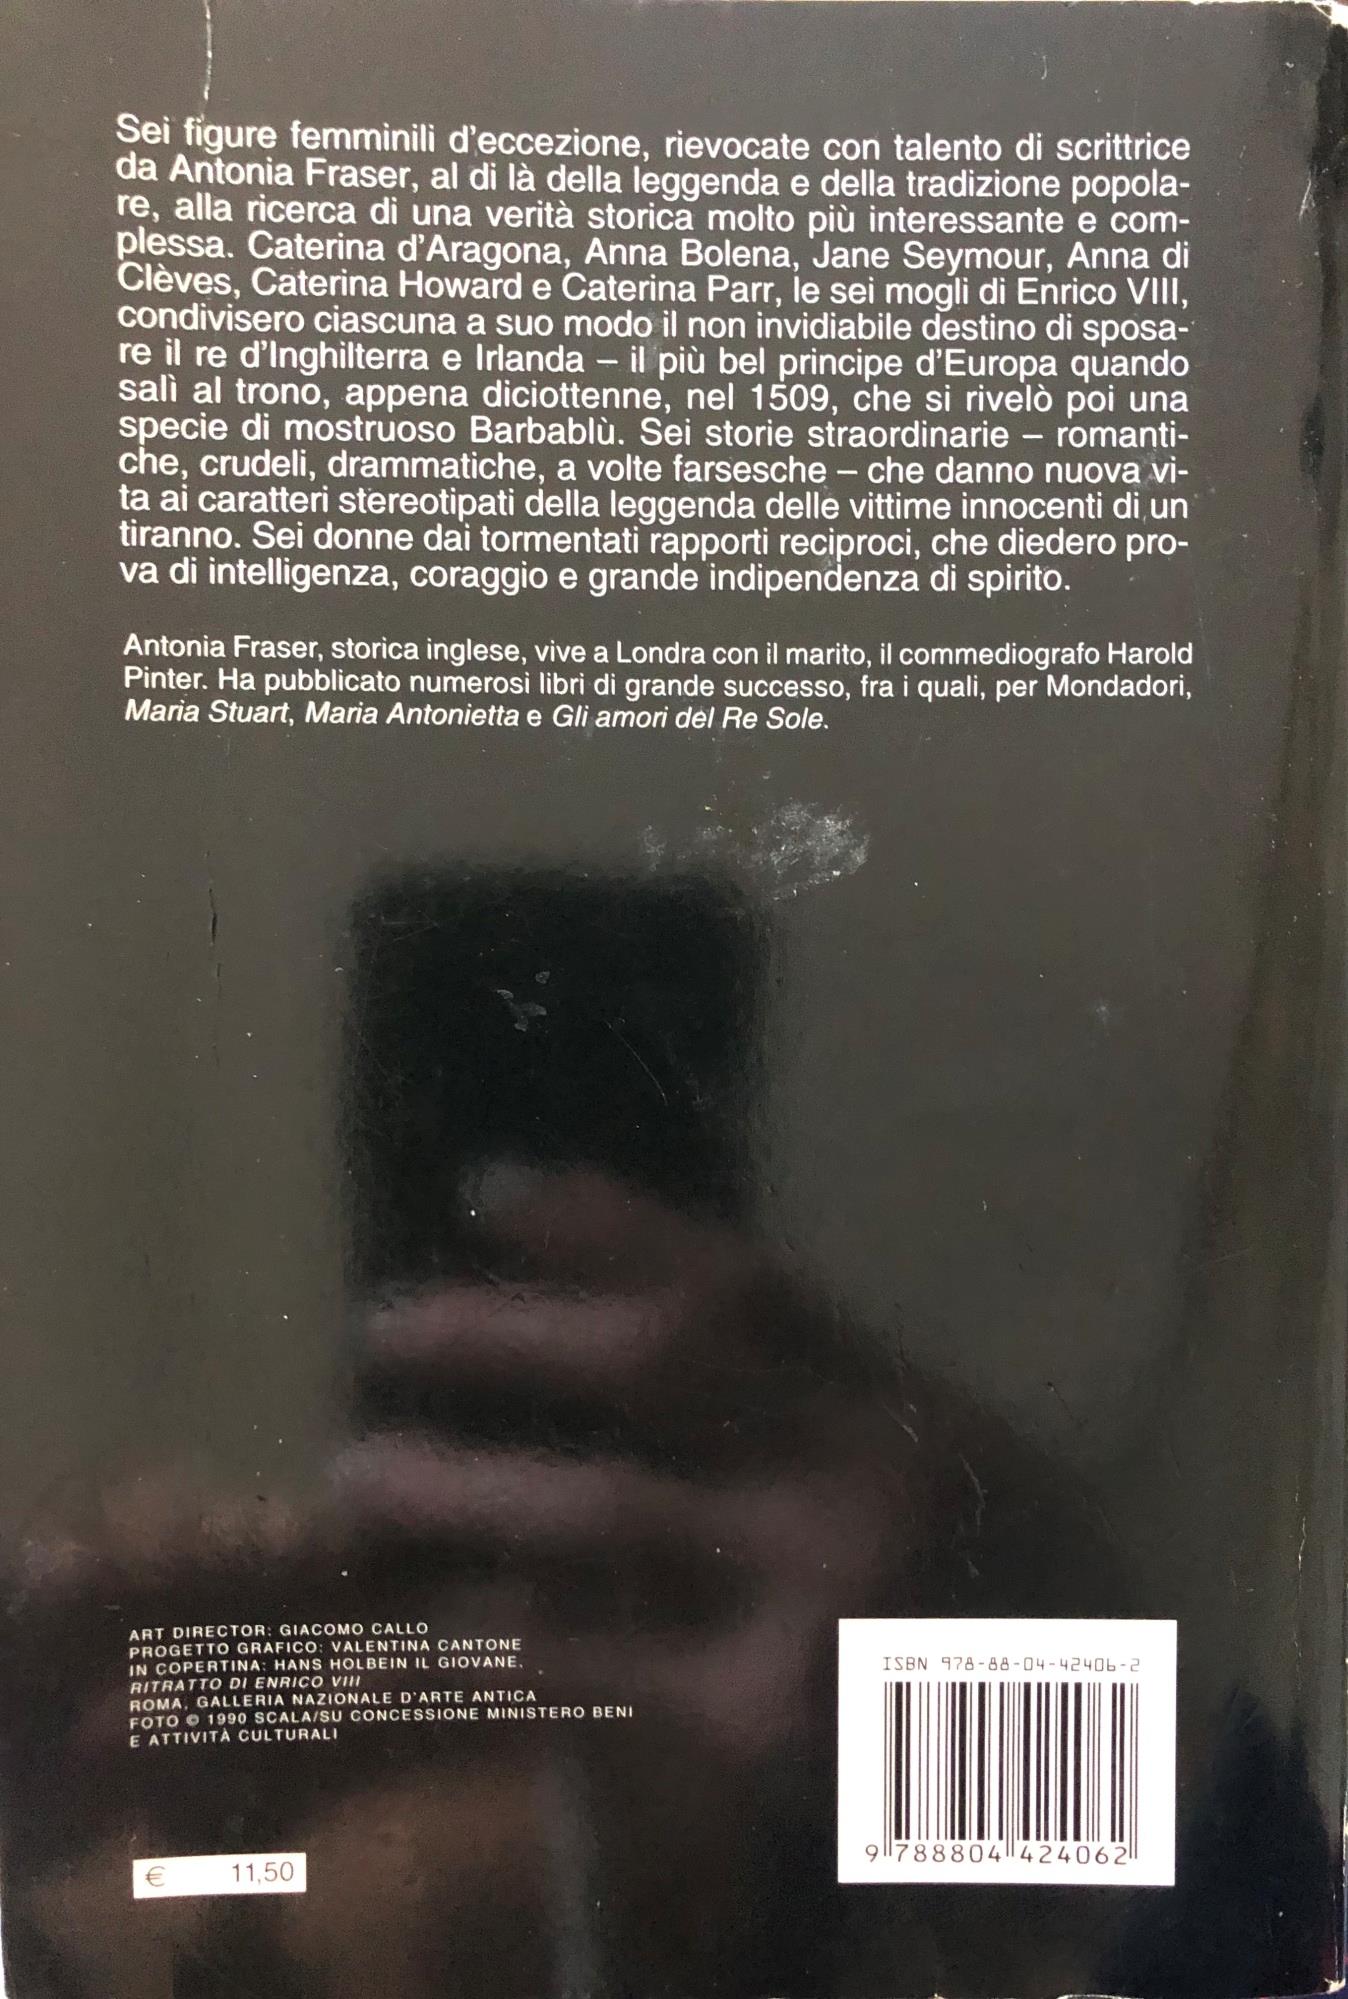 Sei figure femminili d'eccezione, rievocate con talento di scrittrice
da Antonia Fraser, al di là della leggenda e della tradizione popola-
re, alla ricerca di una verità storica molto più interessante e com-
plessa. Caterina d'Aragona, Anna Bolena, Jane Seymour, Anna di
Clèves, Caterina Howard e Caterina Parr, le sei mogli di Enrico VIII,
condivisero ciascuna a suo modo il non invidiabile destino di sposa-
re il re d'Inghilterra e Irlanda – il più bel principe d'Europa quando
salì al trono, appena diciottenne, nel 1509, che si rivelò poi una
specie di mostruoso Barbablù. Sei storie straordinarie – romanti-
che, crudeli, drammatiche, a volte farsesche – che danno nuova vi-
ta ai caratteri stereotipati della leggenda delle vittime innocenti di un
tiranno. Sei donne dai tormentati rapporti reciproci, che diedero pro-
va di intelligenza, coraggio e grande indipendenza di spirito.
Antonia Fraser, storica inglese, vive a Londra con il marito, il commediografo Harold
Pinter. Ha pubblicato numerosi libri di grande successo, fra i quali, per Mondadori,
Maria Stuart, Maria Antonietta e Gli amori del Re Sole.
ART DIRECTOR: GIACOMO CALLO
PROGETTO GRAFICO: VALENTINA CANTONE
IN COPERTINA: HANS HOLBEIN IL GIOVANE,
RITRATTO DI ENRICO VIII
ROMA, GALLERIA NAZIONALE D'ARTE ANTICA
FOTO © 1990 SCALA/SU CONCESSIONE MINISTERO BENI
E ATTIVITÀ CULTURALI
€ 11,50
ISBN 978-88-04-42406-2
9 788804 424062